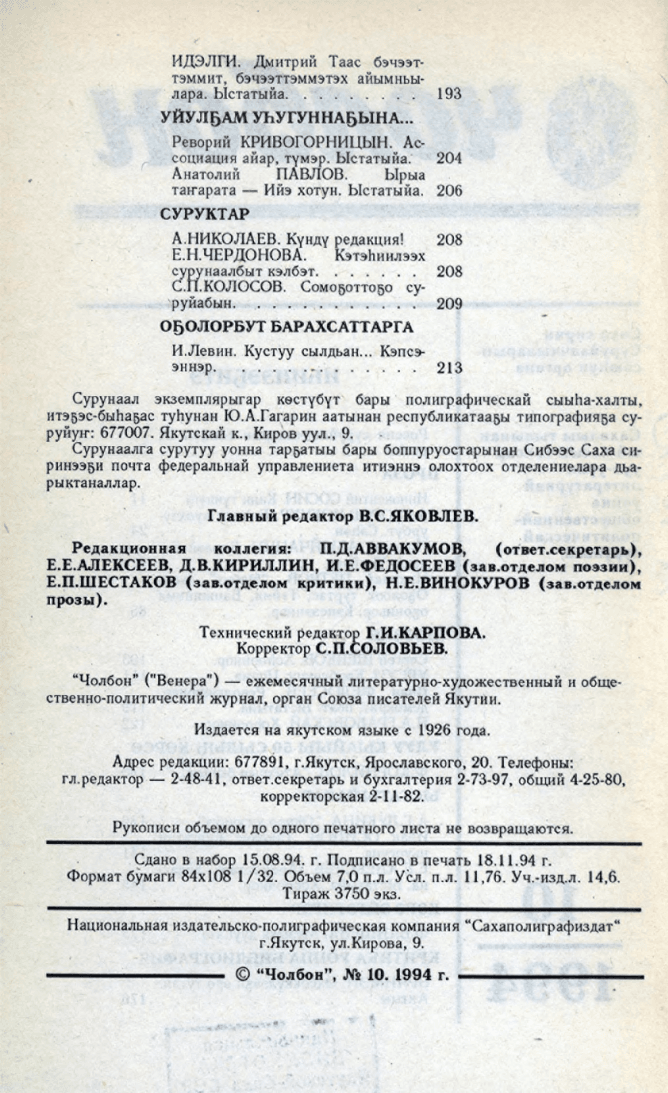 ИДЭЛГИ. Дмитрий Таас бэчээт-
тэммит, бэчээттэммэтэх айымньы-
лара. Ыстатыйа. . . . . . . . . 193
УЙУЛҔАМ УҺУГУННАҔЫНА...
Реворий КРИВОГОРНИЦЫН. Ас-
социация айар, түмэр. Ыстатыйа. 204
Анатолий ПАВЛОВ. Ырыа
таҥарата — Ийэ хотун. Ыстатыйа. 206
СУРУКТАР
А.НИКОЛАЕВ. Күндү редакция! 208
Е.Н.ЧЕРДОНОВА. Кэтэһиилээх
сурунаалбыт кэлбэт. . . . . . . 208
С.П.КОЛОСОВ. Сомоҕоттоҕо су-
руйабын. . . . . . . . . . . . 209
ОҔОЛОРБУТ БАРАХСАТТАРГА
И.Левин. Кустуу сылдьан... Кэпсэ-
эннэр. . . . . . . . . . . . . 213
Сурунаал экземплярыгар көстүбүт бары полиграфическай сыыһа-халты,
итэҕэс-быһаҕас туһунан Ю.А.Гагарин аатынан республикатааҕы типографияҕа су-
руйуҥ: 677007. Якутскай к., Киров уул., 9.
Сурунаалга сурутуу уонна тарҕатыы бары боппуруостарынан Сибээс Саха си-
ринээҕи почта федеральнай управлениета итиэннэ олохтоох отделениелара дьа-
рыктаналлар.
Главный редактор В.С.ЯКОВЛЕВ.
Редакционная коллегия: П.Д.АВВАКУМОВ, (ответ.секретарь),
Е.Е.АЛЕКСЕЕВ, Д.В.КИРИЛЛИН, И.Е.ФЕДОСЕЕВ (зав.отделом поэзии),
Е.П.ШЕСТАКОВ (зав.отделом критики), Н.Е.ВИНОКУРОВ (зав.отделом
прозы).
Технический редактор Г.И.КАРПОВА.
Корректор С.П.СОЛОВЬЕВ.
“Чолбон” ("Венера") — ежемесячный литературно-художественный и обще-
ственно-политический журнал, орган Союза писателей Якутии.
Издается на якутском языке с 1926 года.
Адрес редакции: 677891, г.Якутск, Ярославского, 20. Телефоны:
гл.редактор — 2-48-41, ответ.секретарь и бухгалтерия 2-73-97, общий 4-25-80,
корректорская 2-11-82.
Рукописи объемом до одного печатного листа не возвращаются.
Сдано в набор 15.08.94. г. Подписано в печать 18.11.94 г.
Формат бумаги 84х108 1/32. Объем 7,0 п.л. Усл. п.л. 11,76. Уч.-изд.л. 14,6.
Тираж 3750 экз.
Национальная издательско-полиграфическая компания “Сахаполиграфиздат“
г.Якутск, ул.Кирова, 9.
© “Чолбон”, № 10. 1994 г.